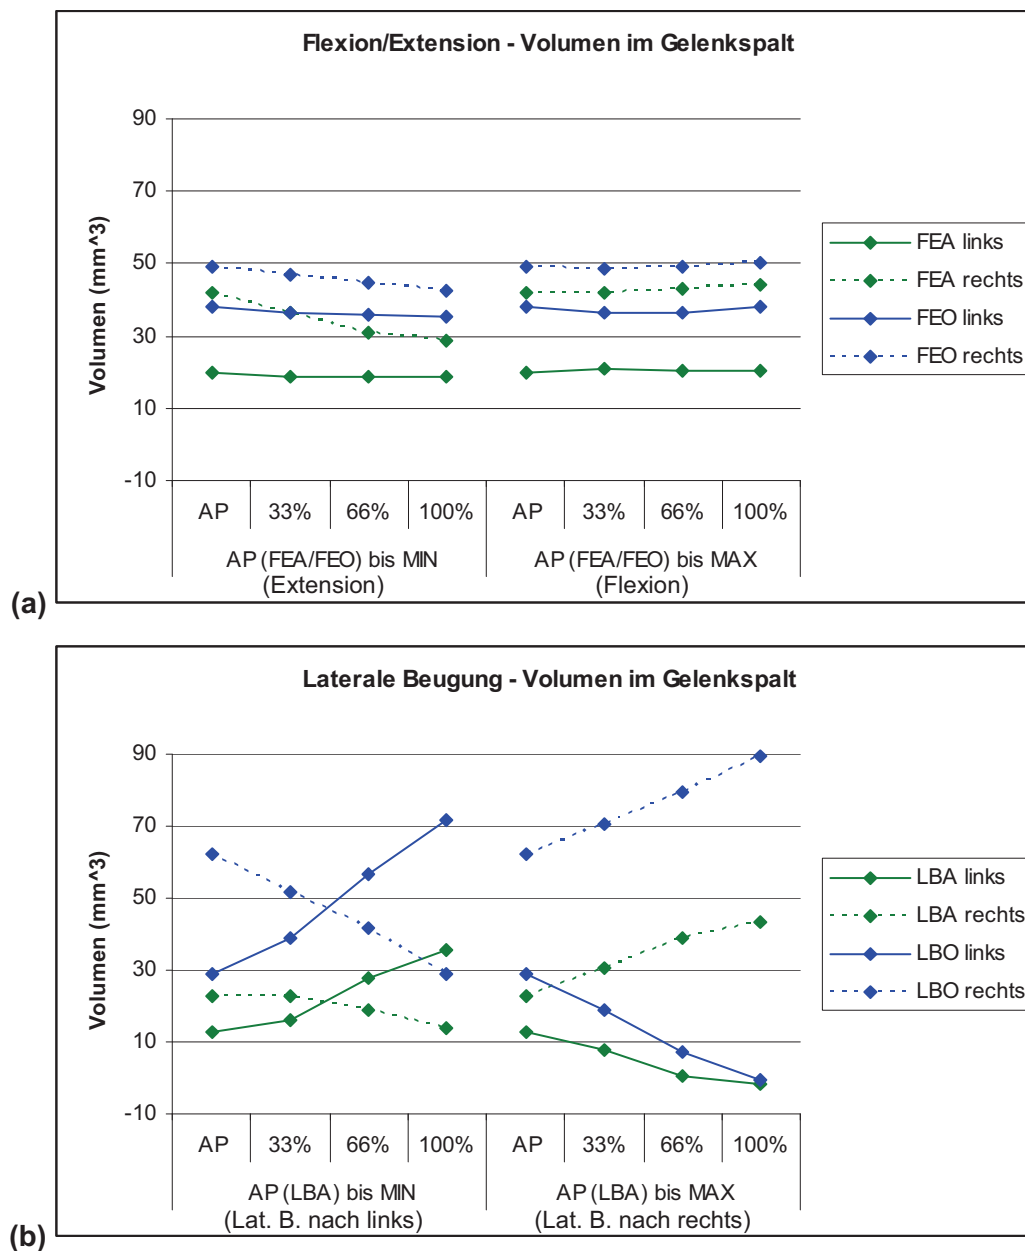 Flexion/Extension - Volumen im Gelenkspalt
Volumen (mm^3)
90
70
50
30
10
-10
AP 33% 66% 100% AP 33% 66% 100%
AP (FEA/FEO) bis MIN AP (FEA/FEO) bis MAX
(Extension) (Flexion)
FEA links
FEA rechts
FEO links
FEO rechts
(a)
Laterale Beugung - Volumen im Gelenkspalt
Volumen (mm^3)
90
70
50
30
10
-10
AP 33% 66% 100% AP 33% 66% 100%
AP (LBA) bis MIN AP (LBA) bis MAX
(Lat. B. nach links) (Lat. B. nach rechts)
LBA links
LBA rechts
LBO links
LBO rechts
(b)